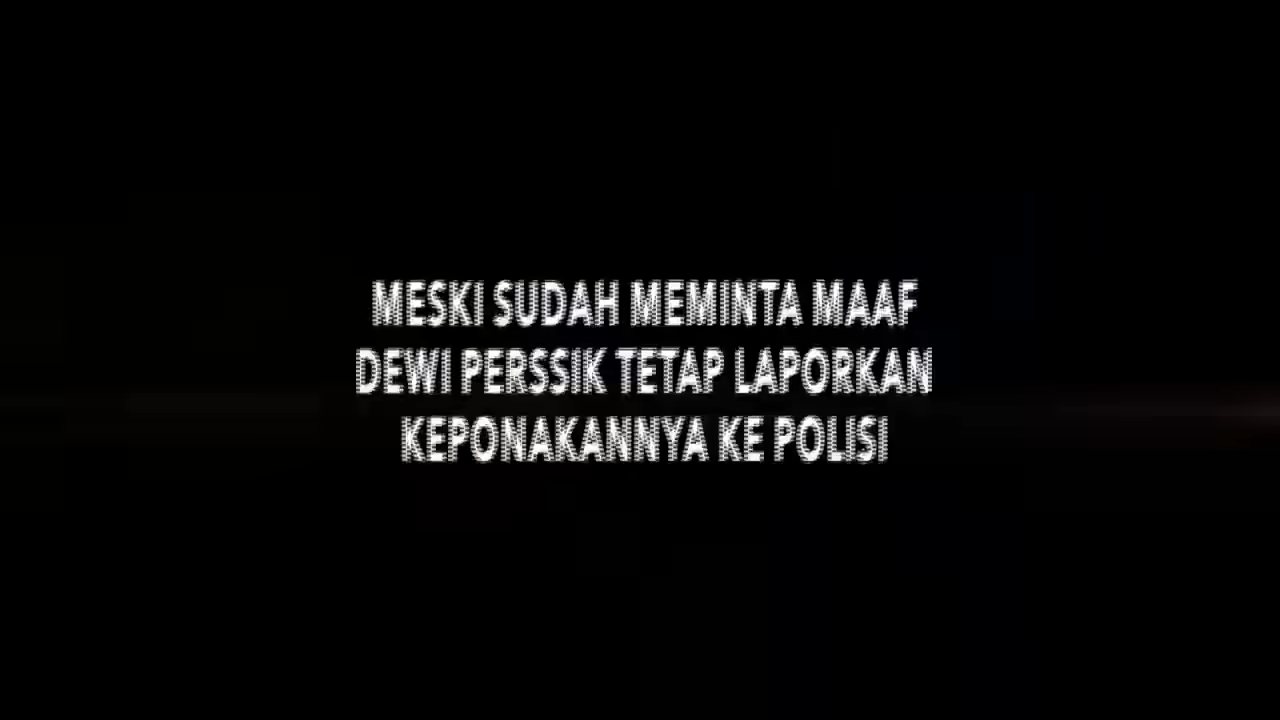 MESKI SUDAH MEMINTA MAAF
DEWI PERSSIK TETAP LAPORKAN
KEPONAKANNYA KE POLISI